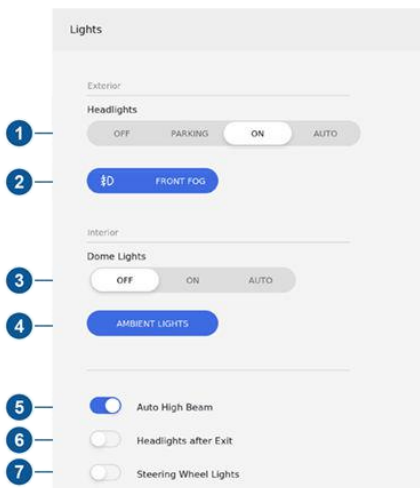 Lights
Exterior
Headlights
1 OFF PARKING ON AUTO
2 FRONT FOG
Interior
Dome Lights
3 OFF ON AUTO
4 AMBIENT LIGHTS
5 Auto High Beam
6 Headlights after Exit
7 Steering Wheel Lights